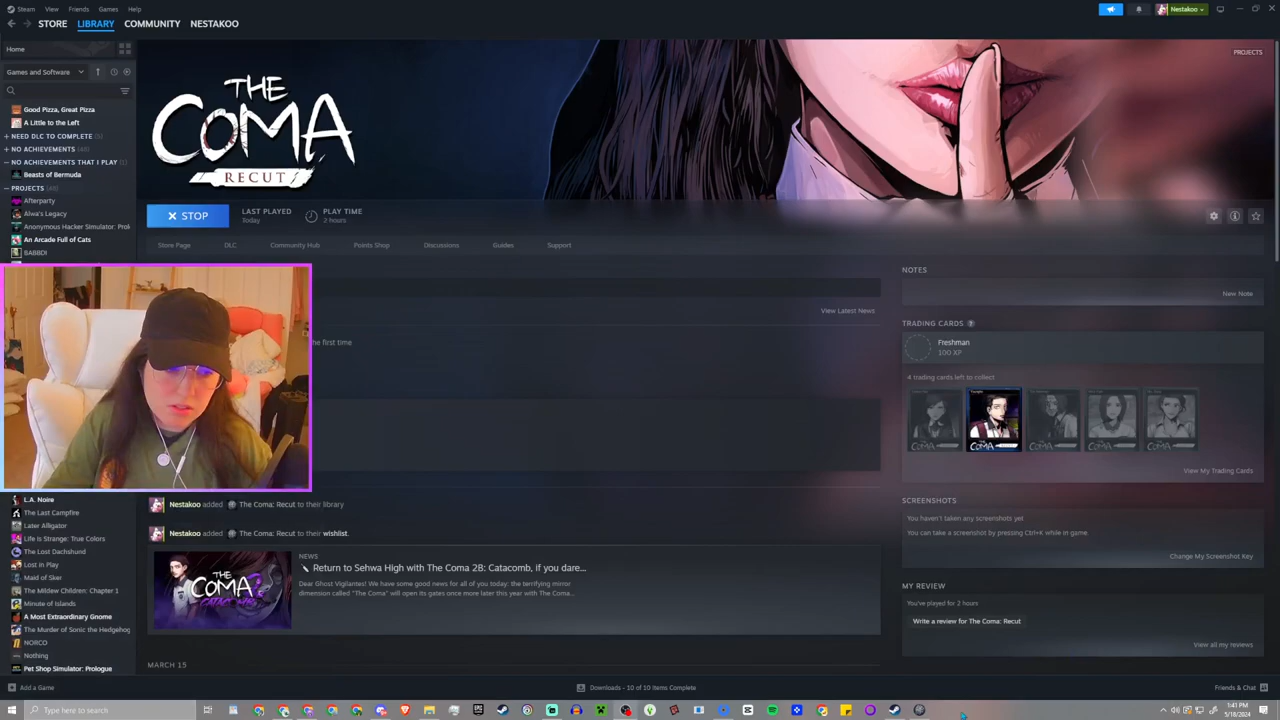 Steam View Friends Games Help
Nestakoo
STORE LIBRARY COMMUNITY NESTAKOO
Home
PROJECTS
Games and Software
THE
COMA
RECUT
Good Pizza, Great Pizza
A Little to the Left
NEED DLC TO COMPLETE
NO ACHIEVEMENTS
NO ACHIEVEMENTS THAT I PLAY
Beasts of Bermuda
PROJECTS
Afterparty
Alwa's Legacy
Anonymous Hacker Simulator: Prol
An Arcade Full of Cats
BABBDI
STOP
LAST PLAYED
Today
PLAY TIME
2 hours
Store Page DLC Community Hub Points Shop Discussions Guides Support
View Latest News
he first time
NOTES
New Note
TRADING CARDS ?
Freshman
100 XP
4 trading cards left to collect
COMA COMA COMA COMA COMA
View My Trading Cards
SCREENSHOTS
You haven't taken any screenshots yet
You can take a screenshot by pressing Ctrl+K while in game.
Change My Screenshot Key
MY REVIEW
You've played for 2 hours
Write a review for The Coma: Recut
View all my reviews
L.A. Noire
The Last Campfire
Later Alligator
Life is Strange: True Colors
The Lost Dachshund
Lost in Play
Maid of Sker
The Mildew Children: Chapter 1
Minute of Islands
A Most Extraordinary Gnome
The Murder of Sonic the Hedgehog
NORCO
Nothing
Pet Shop Simulator: Prologue
Nestakoo added The Coma: Recut to their library
Nestakoo added The Coma: Recut to their wishlist.
THE
COMA
CATACOMB
NEWS
Return to Sehwa High with The Coma 2B: Catacomb, if you dare...
Dear Ghost Vigilantes! We have some good news for all of you today: the terrifying mirror
dimension called "The Coma" will open its gates once more later this year with The Coma...
MARCH 15
Add a Game
Downloads - 10 of 10 Items Complete
Friends & Chat
Type here to search
1:41 PM
5/18/2024